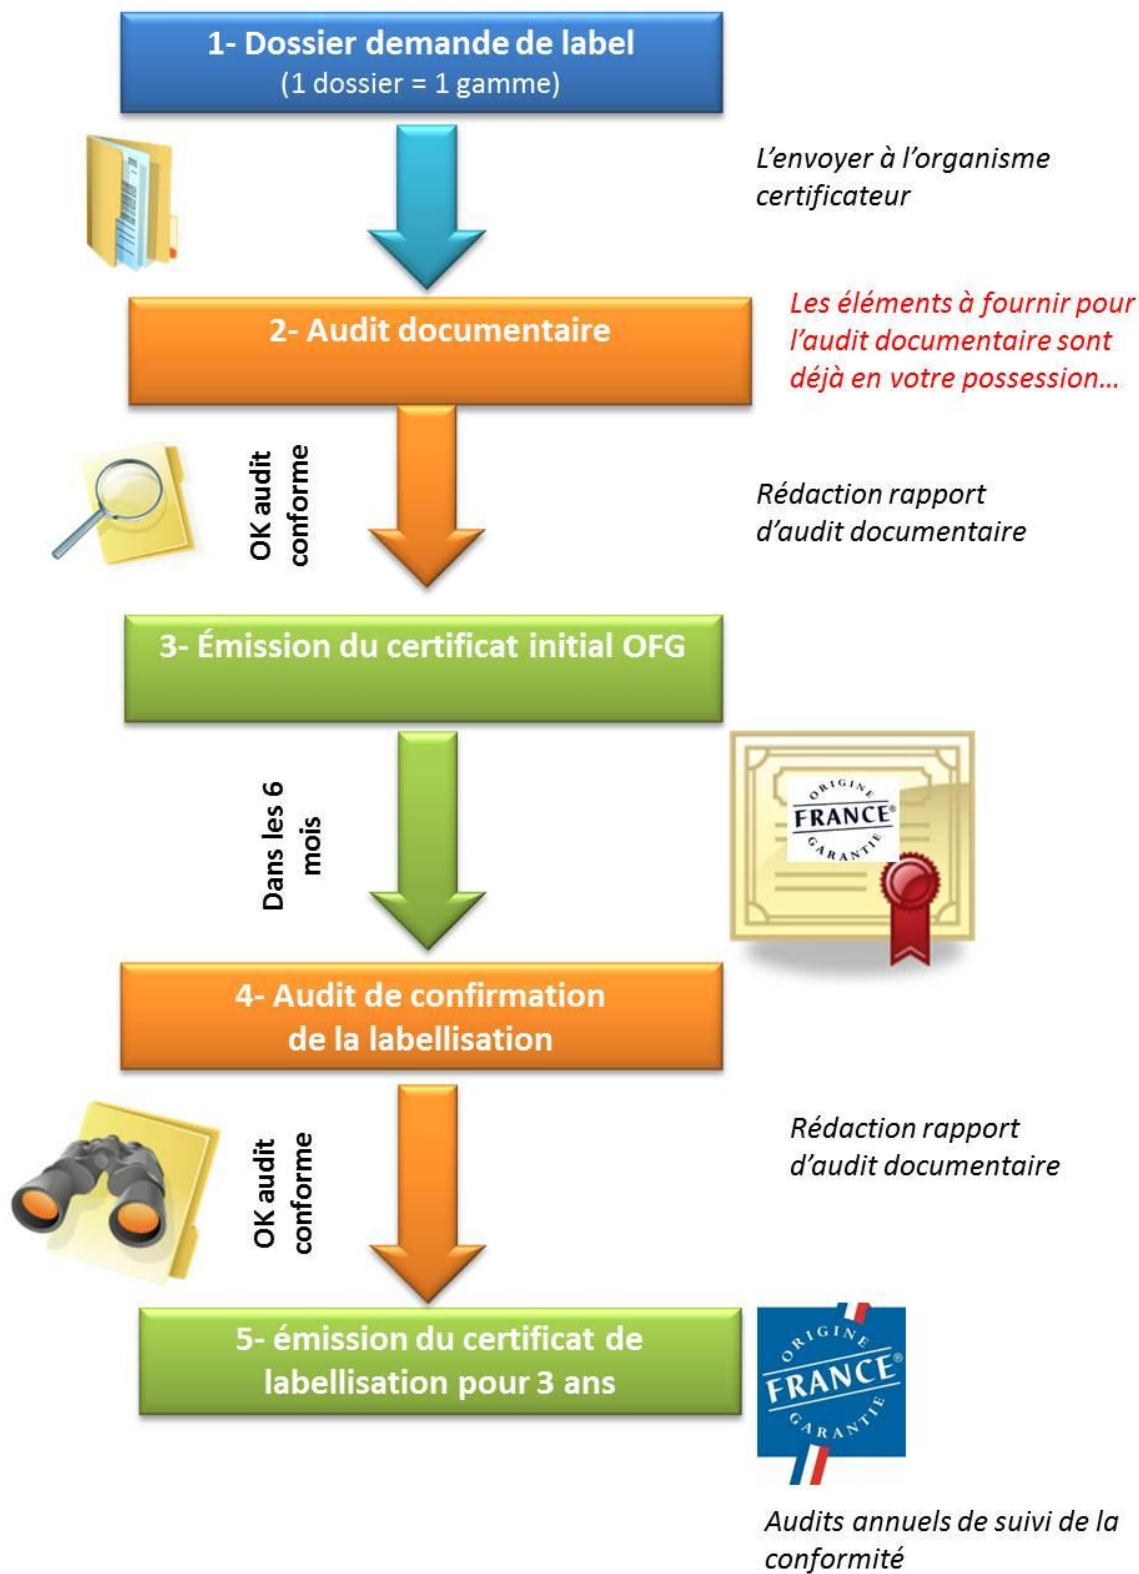 1- Dossier demande de label
(1 dossier = 1 gamme)
L'envoyer à l'organisme
certificateur
2- Audit documentaire
Les éléments à fournir pour
l'audit documentaire sont
déjà en votre possession...
OK audit
conforme
Rédaction rapport
d'audit documentaire
3- Émission du certificat initial OFG
Dans les 6
mois
ORIGINE
FRANCE®
GARANTIE
4- Audit de confirmation
de la labellisation
OK audit
conforme
Rédaction rapport
d'audit documentaire
5- émission du certificat de
labellisation pour 3 ans
ORIGINE
FRANCE®
GARANTIE
Audits annuels de suivi de la
conformité